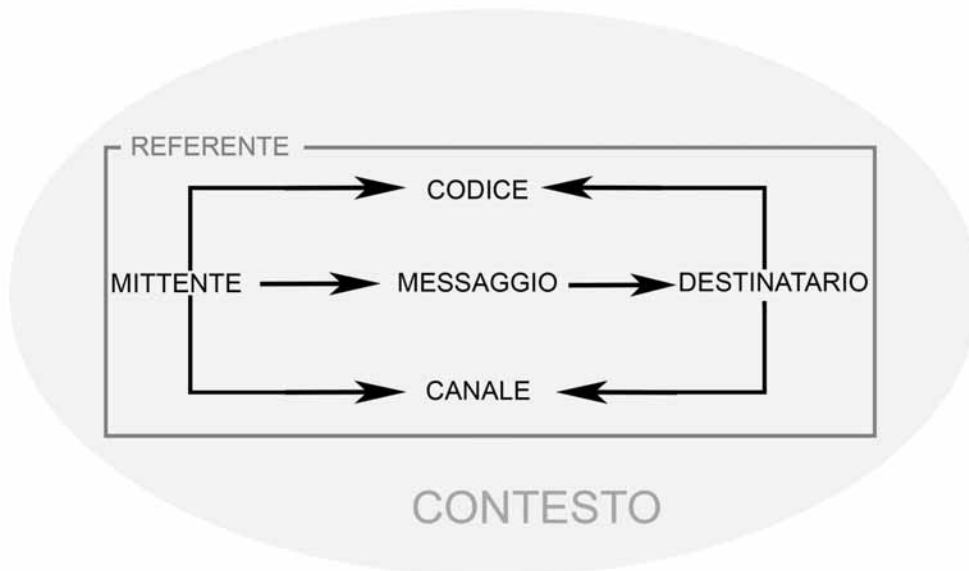 REFERENTE
CODICE
MITTENTE MESSAGGIO DESTINATARIO
CANALE
CONTESTO